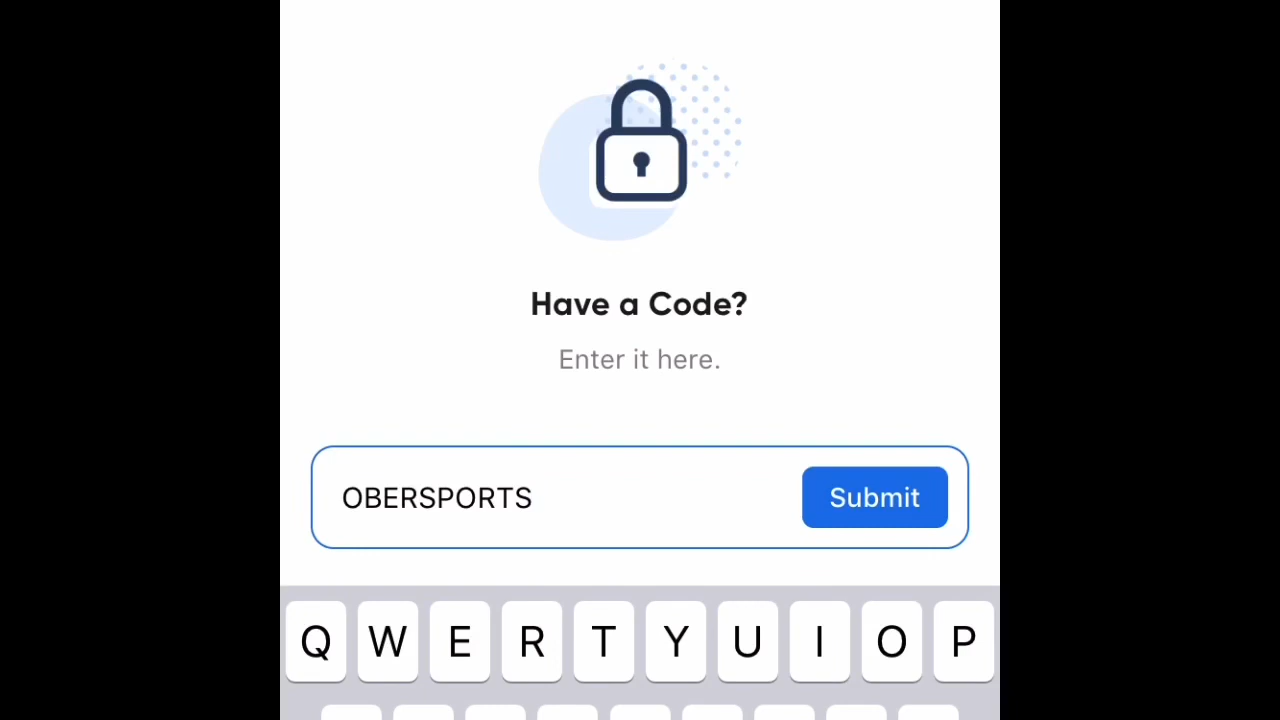 Have a Code?
Enter it here.
OBERSPORTS
Submit
Q W E R T Y U I O P